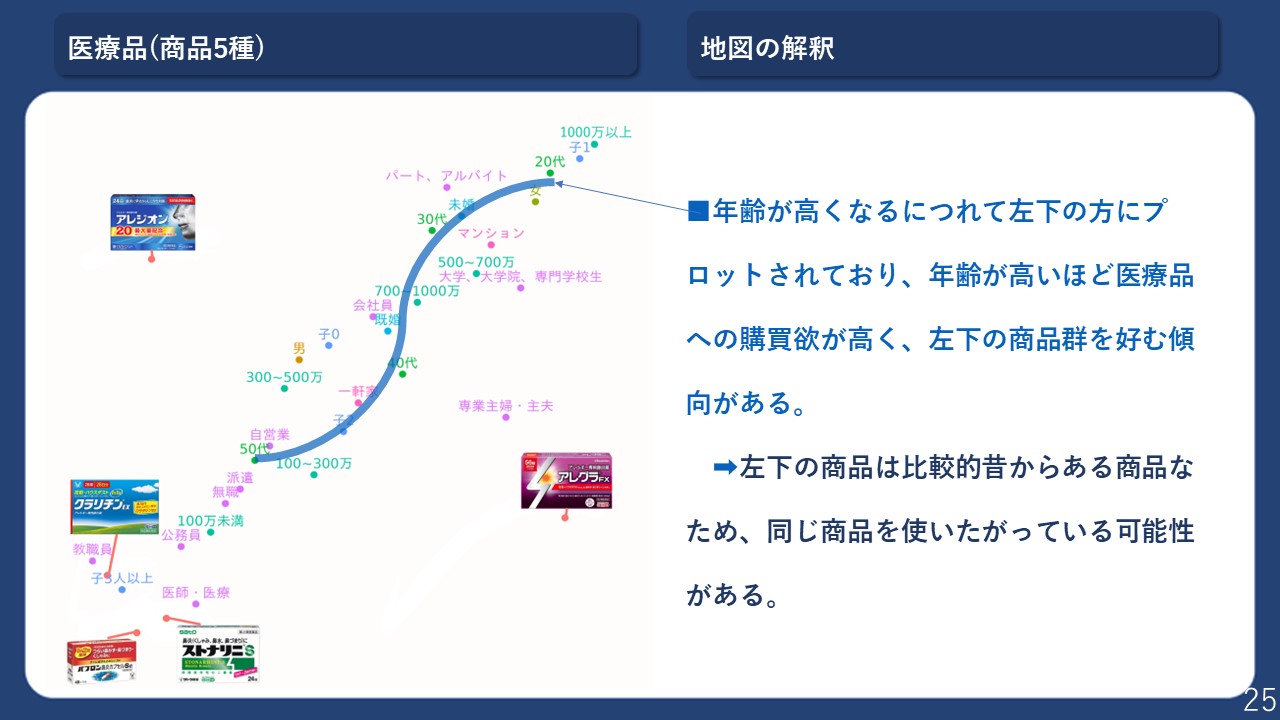 医療品(商品5種)
地図の解釈
1000万以上
子1
20代
パート、アルバイト
女
未婚
30代
マンション
500~700万
大学、大学院、専門学校生
700~1000万
会社員
既婚
子0
男
40代
300~500万
一軒家
専業主婦・主夫
自営業
50代
100~300万
派遣
無職
100万未満
公務員
教職員
子3人以上
医師・医療
アレジオン
20
アレグラFX
クラリチンEX
パブロン
ストナリニS
■年齢が高くなるにつれて左下の方にプ
ロットされており、年齢が高いほど医療品
への購買欲が高く、左下の商品群を好む傾
向がある。
➡左下の商品は比較的昔からある商品な
ため、同じ商品を使いたがっている可能性
がある。
25